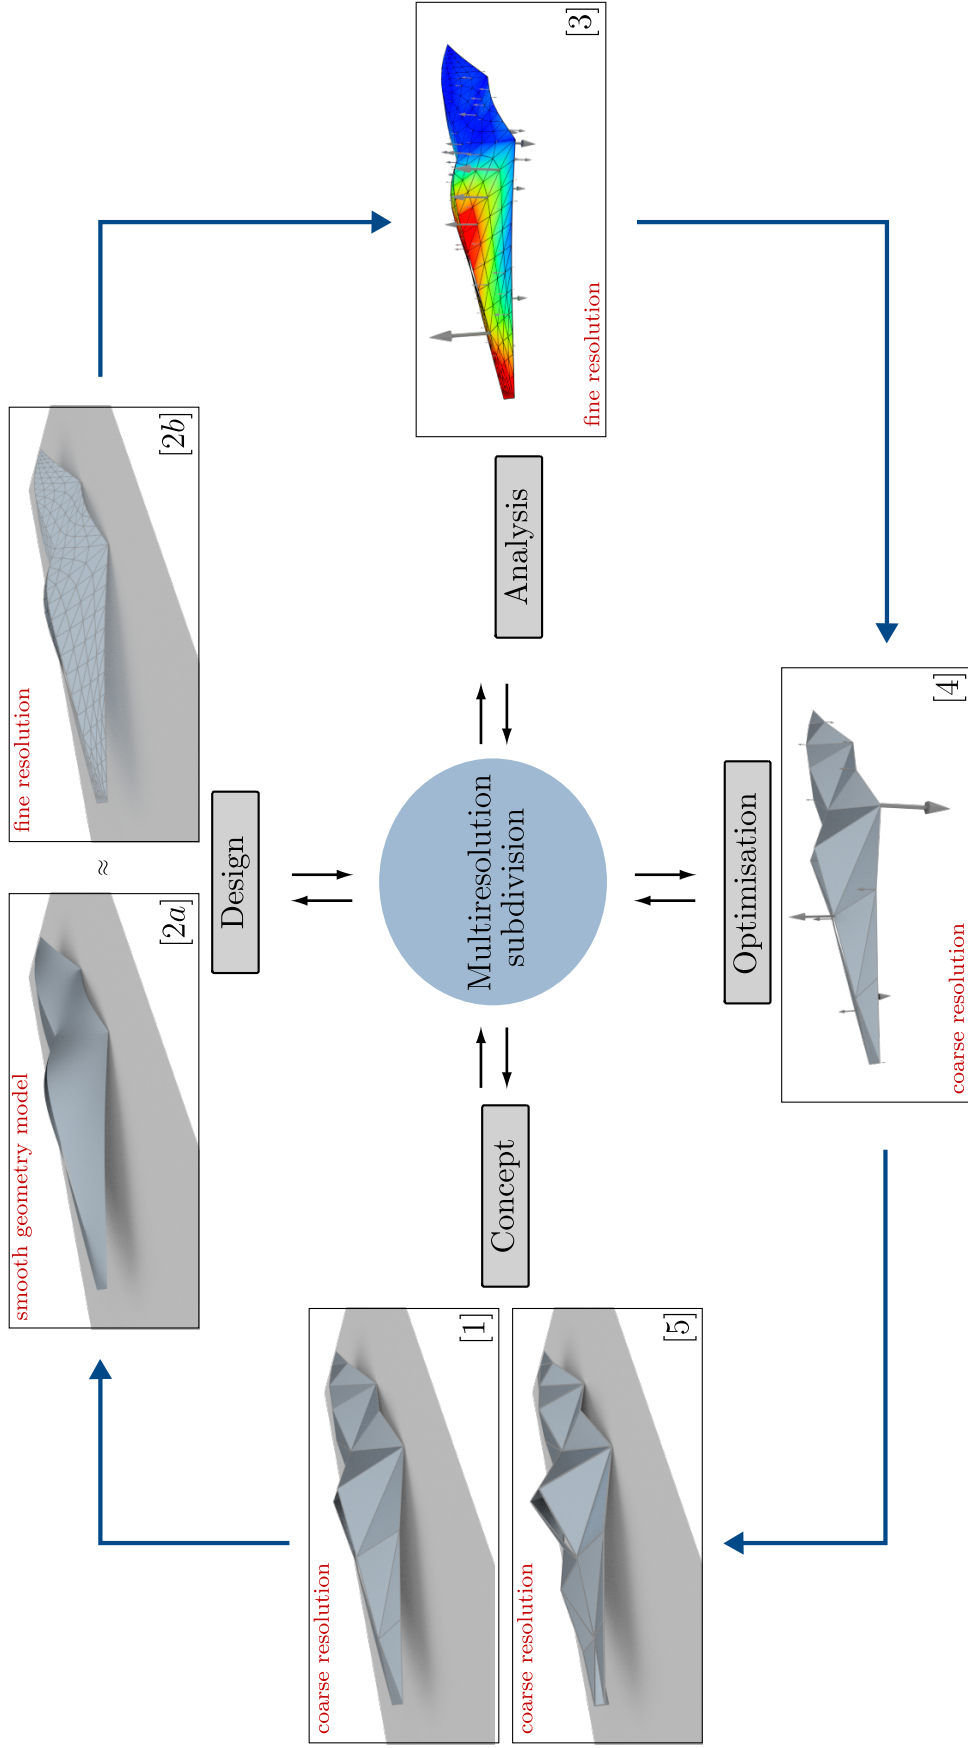 smooth geometry model
[2a]
≈
fine resolution
[2b]
Design
coarse resolution
[1]
coarse resolution
[5]
Concept
Multiresolution
subdivision
Analysis
fine resolution
[3]
Optimisation
coarse resolution
[4]